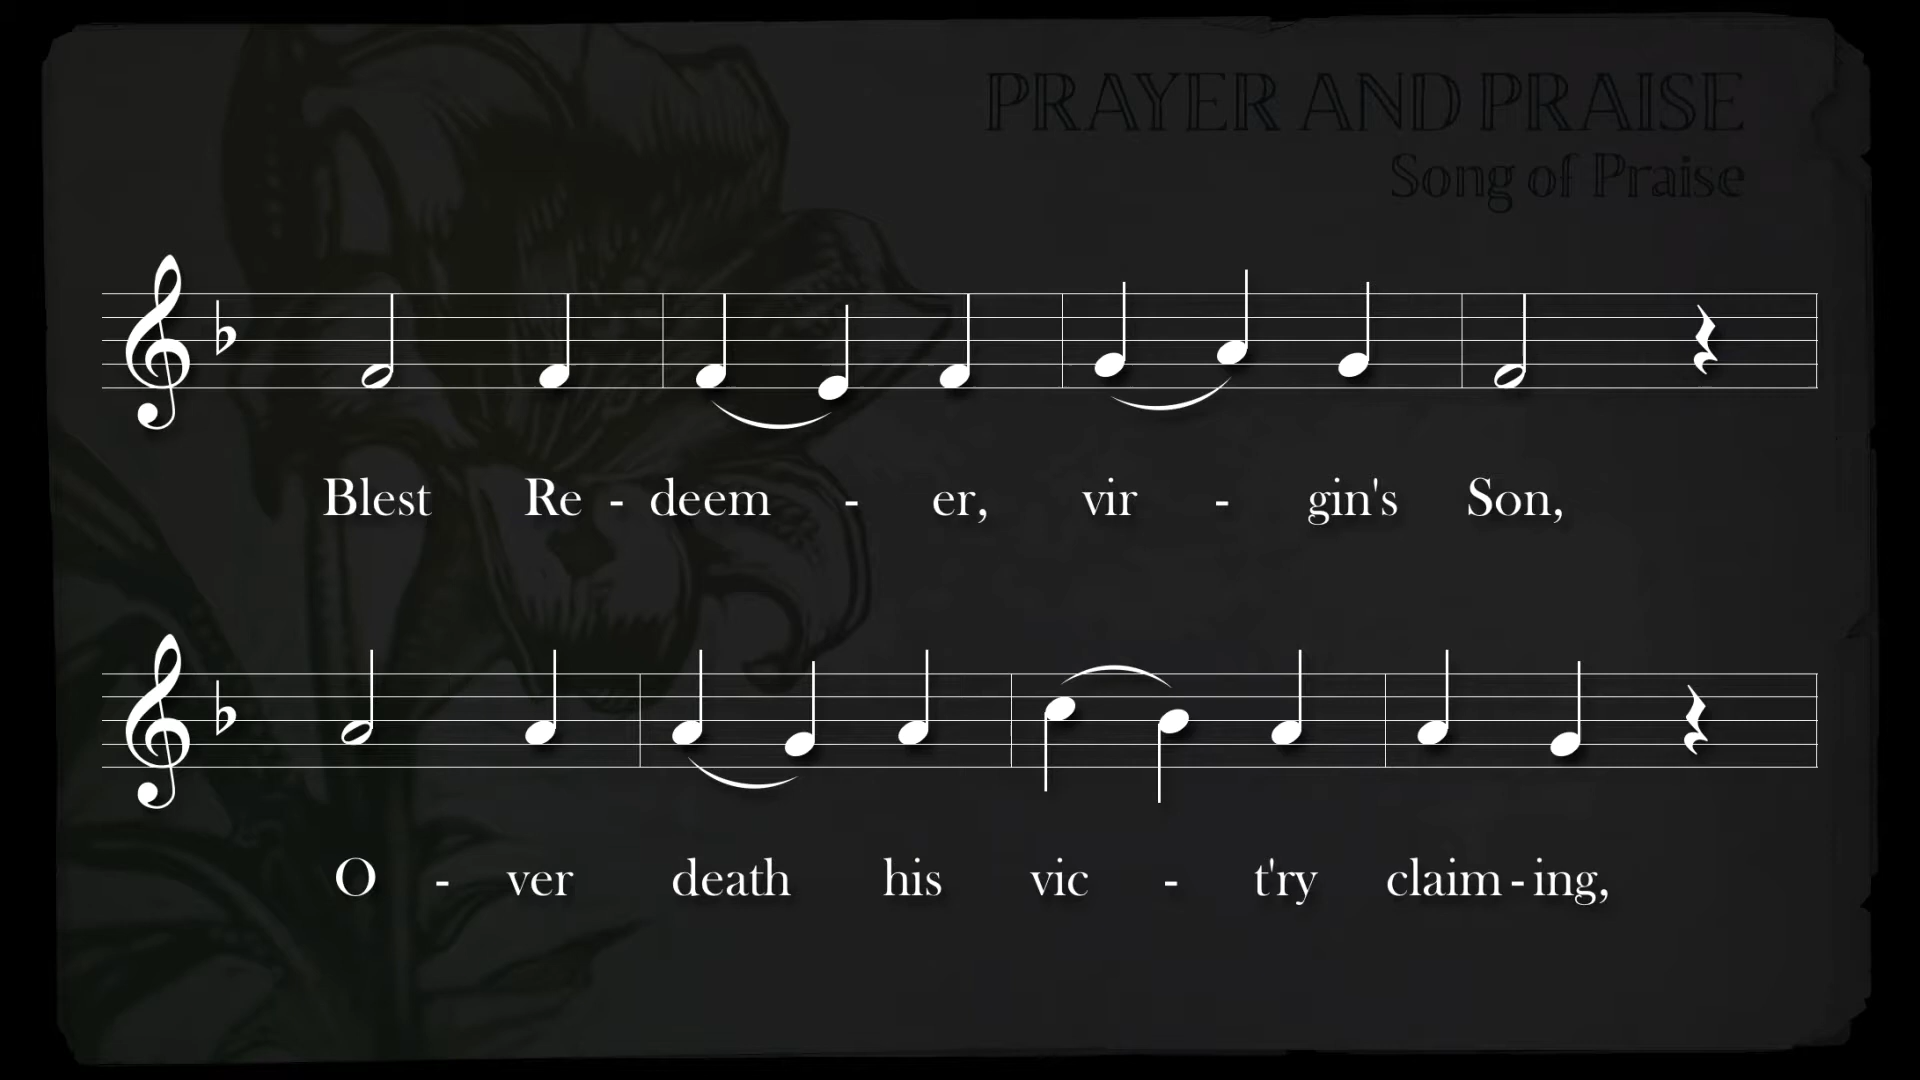 PRAYER AND PRAISE
Song of Praise
Blest Re - deem - er, vir - gin's Son,
O - ver death his vic - t'ry claim - ing,